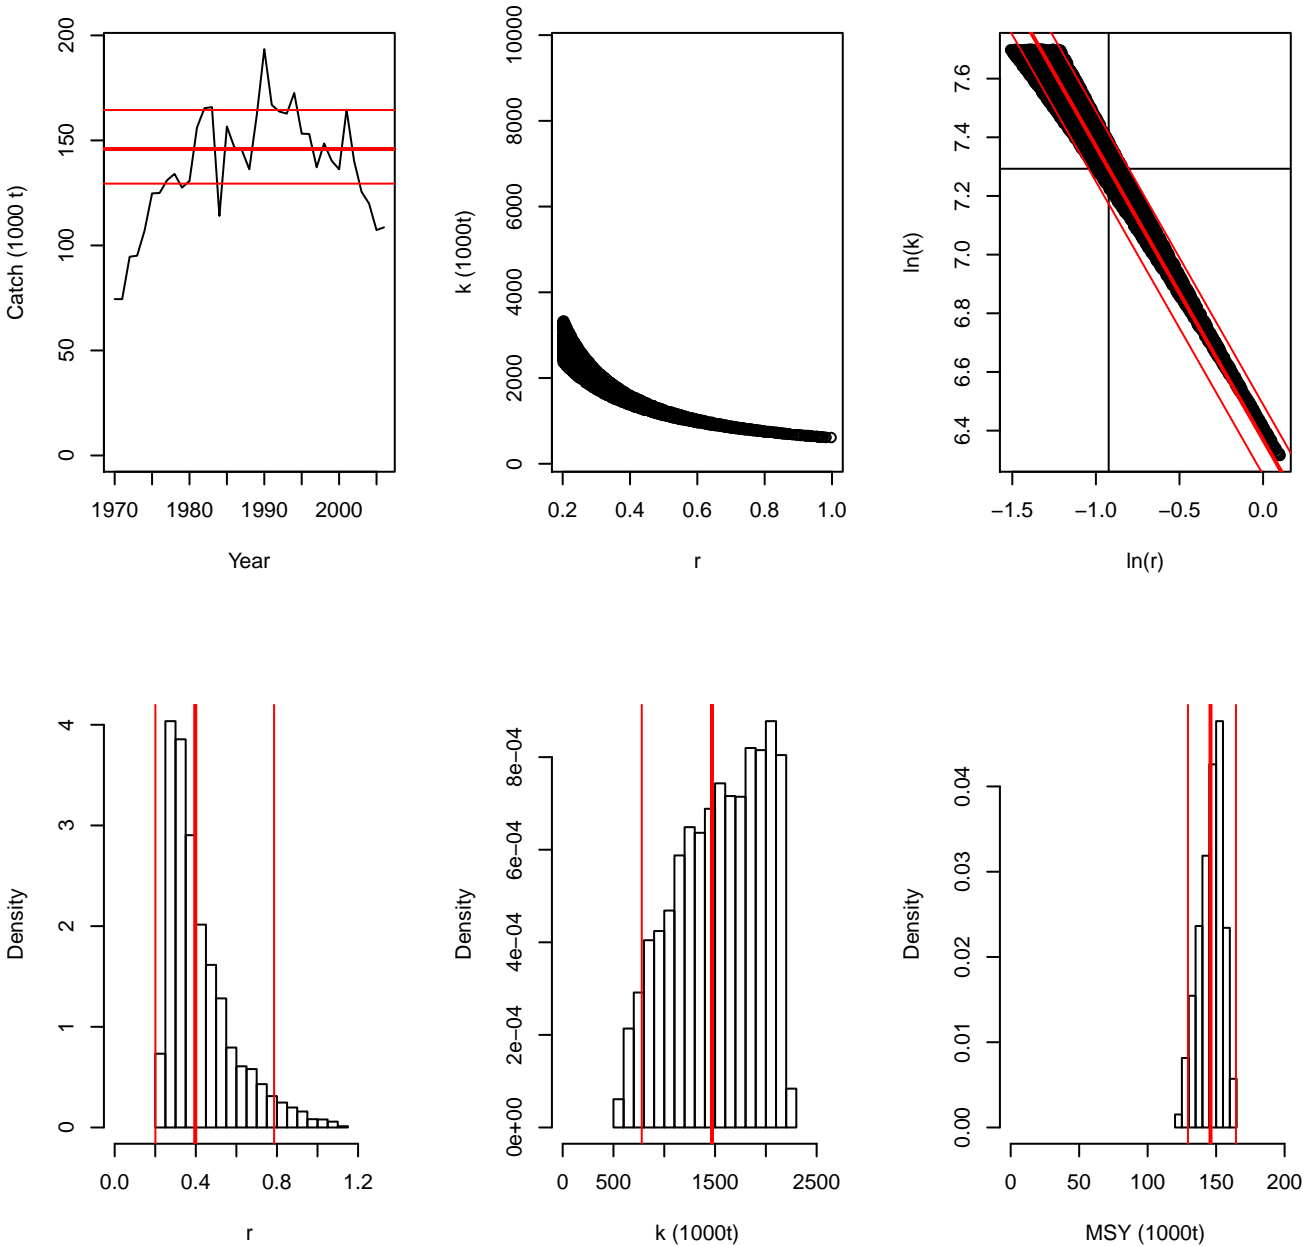 200
150
100
50
0
Catch (1000 t)
1970 1980 1990 2000
Year
10000
8000
6000
4000
2000
0
k (1000t)
0.2 0.4 0.6 0.8 1.0
r
7.6
7.4
7.2
7.0
6.8
6.6
6.4
ln(k)
−1.5 −1.0 −0.5 0.0
ln(r)
4
3
2
1
0
Density
0.0 0.4 0.8 1.2
r
8e−04
6e−04
4e−04
2e−04
0e+00
Density
0 500 1500 2500
k (1000t)
0.04
0.03
0.02
0.01
0.00
Density
0 50 100 150 200
MSY (1000t)